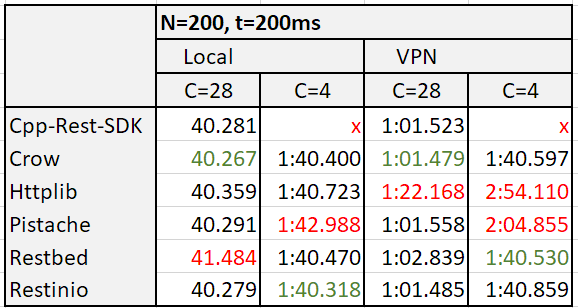 N=200, t=200ms
Local VPN
C=28 C=4 C=28 C=4
Cpp-Rest-SDK 40.281 x 1:01.523 x
Crow 40.267 1:40.400 1:01.479 1:40.597
Httplib 40.359 1:40.723 1:22.168 2:54.110
Pistache 40.291 1:42.988 1:01.558 2:04.855
Restbed 41.484 1:40.470 1:02.839 1:40.530
Restinio 40.279 1:40.318 1:01.485 1:40.859